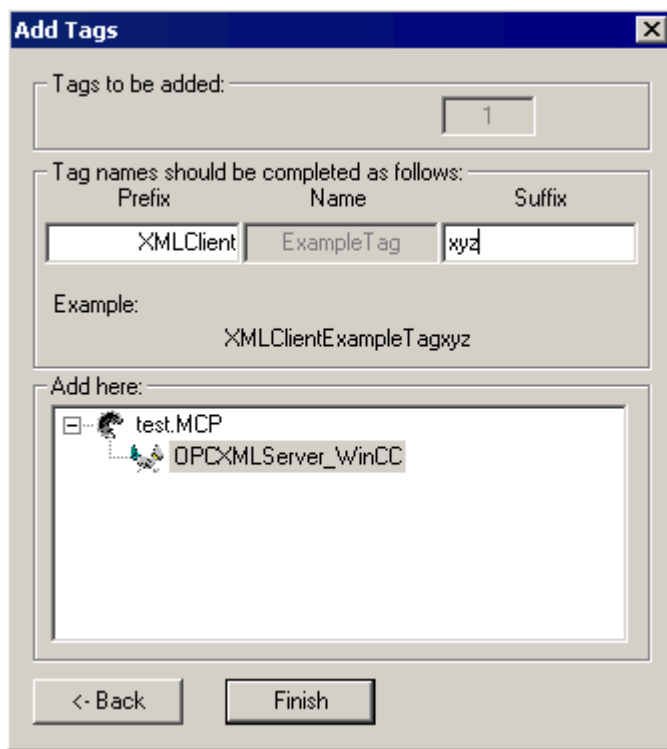 Add Tags
Tags to be added:
1
Tag names should be completed as follows:
Prefix Name Suffix
XMLClient ExampleTag xyz
Example:
XMLClientExampleTagxyz
Add here:
test.MCP
OPCXMLServer_WinCC
<- Back Finish